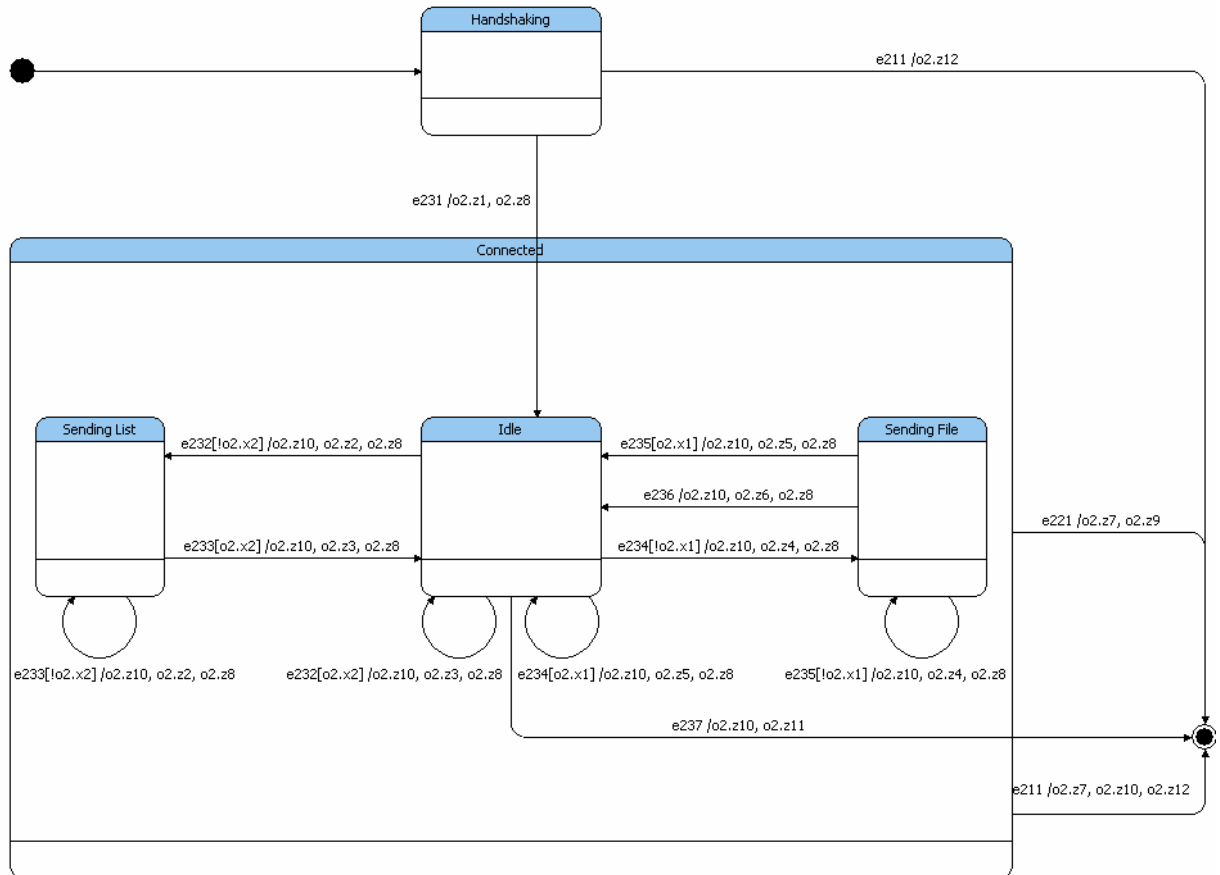 Handshaking
e211 /o2.z12
e231 /o2.z1, o2.z8
Connected
Sending List
Idle
Sending File
e232[!o2.x2] /o2.z10, o2.z2, o2.z8
e235[o2.x1] /o2.z10, o2.z5, o2.z8
e236 /o2.z10, o2.z6, o2.z8
e221 /o2.z7, o2.z9
e233[o2.x2] /o2.z10, o2.z3, o2.z8
e234[!o2.x1] /o2.z10, o2.z4, o2.z8
e233[!o2.x2] /o2.z10, o2.z2, o2.z8
e232[o2.x2] /o2.z10, o2.z3, o2.z8
e234[o2.x1] /o2.z10, o2.z5, o2.z8
e235[!o2.x1] /o2.z10, o2.z4, o2.z8
e237 /o2.z10, o2.z11
e211 /o2.z7, o2.z10, o2.z12